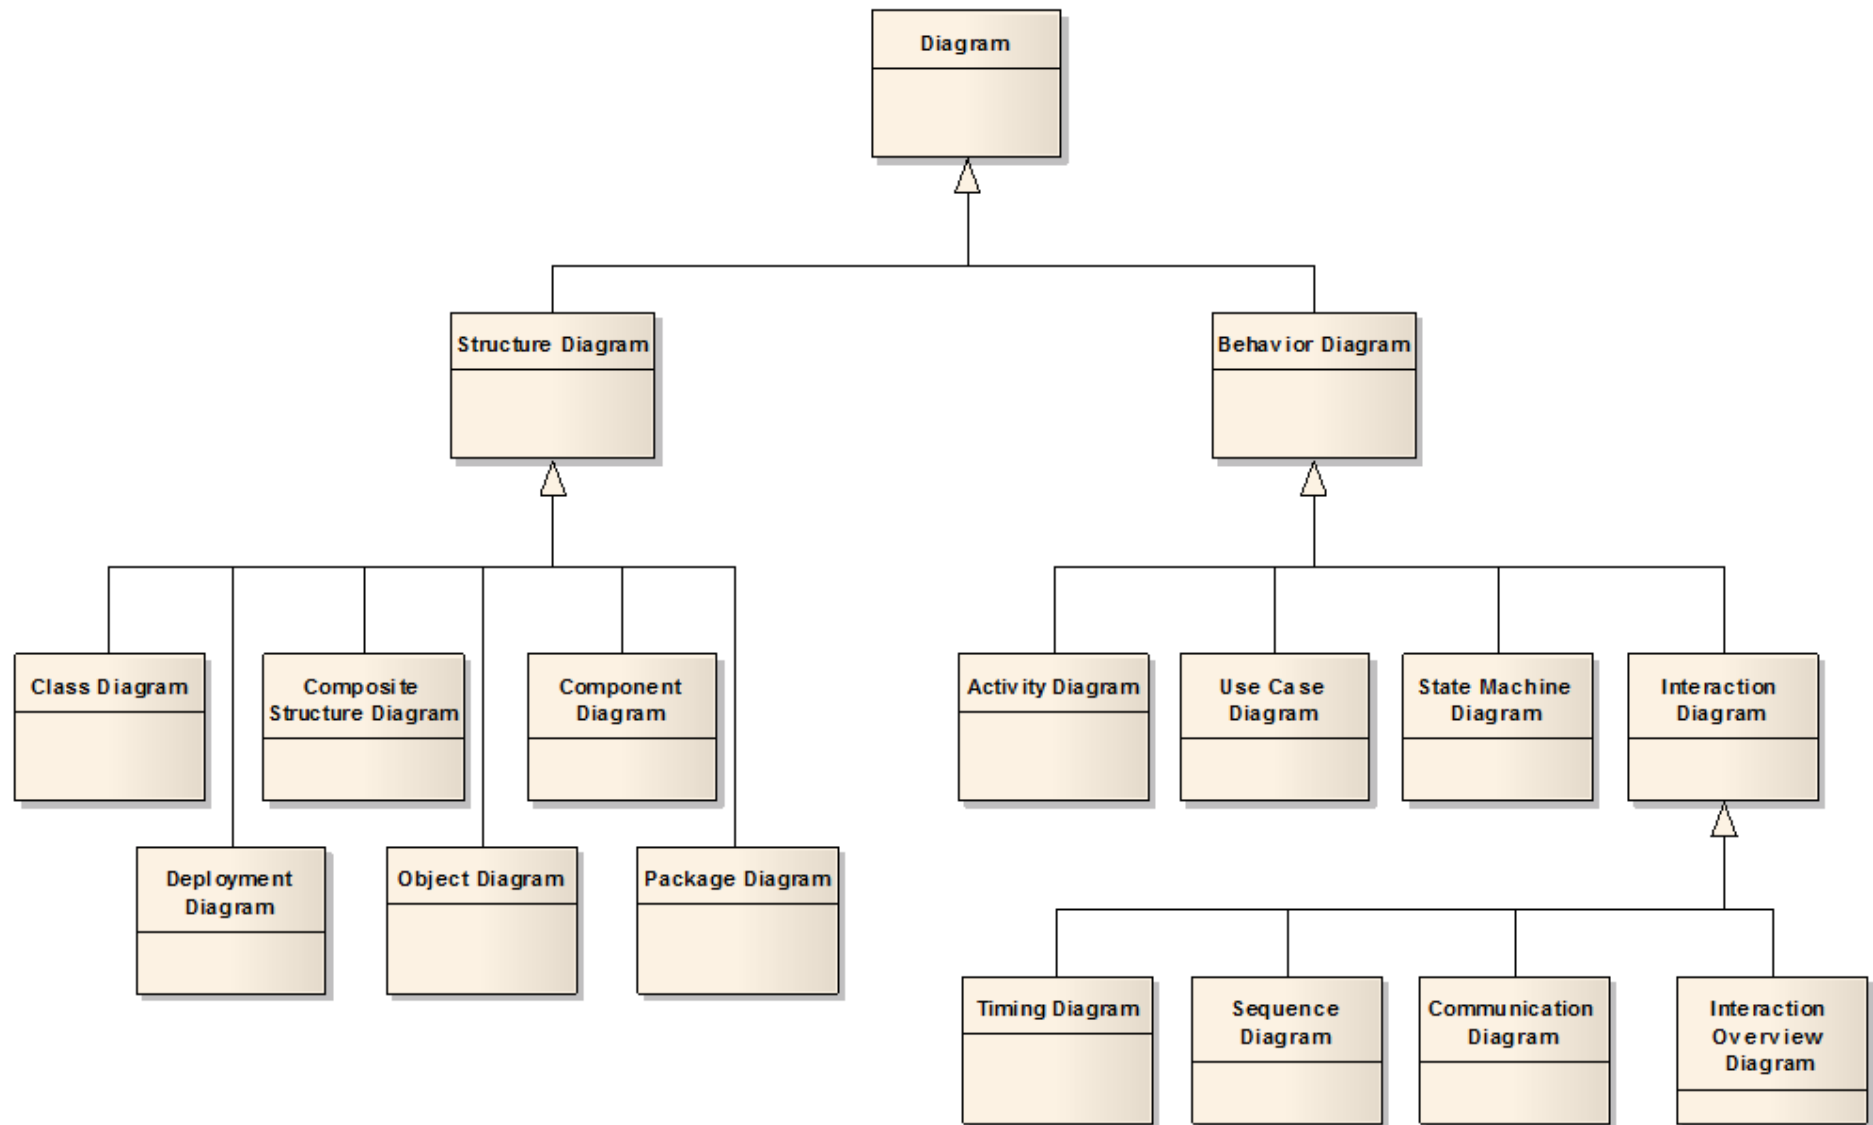 Diagram
Structure Diagram
Behavior Diagram
Class Diagram
Composite
Structure Diagram
Component
Diagram
Activity Diagram
Use Case
Diagram
State Machine
Diagram
Interaction
Diagram
Deployment
Diagram
Object Diagram
Package Diagram
Timing Diagram
Sequence
Diagram
Communication
Diagram
Interaction
Overview
Diagram